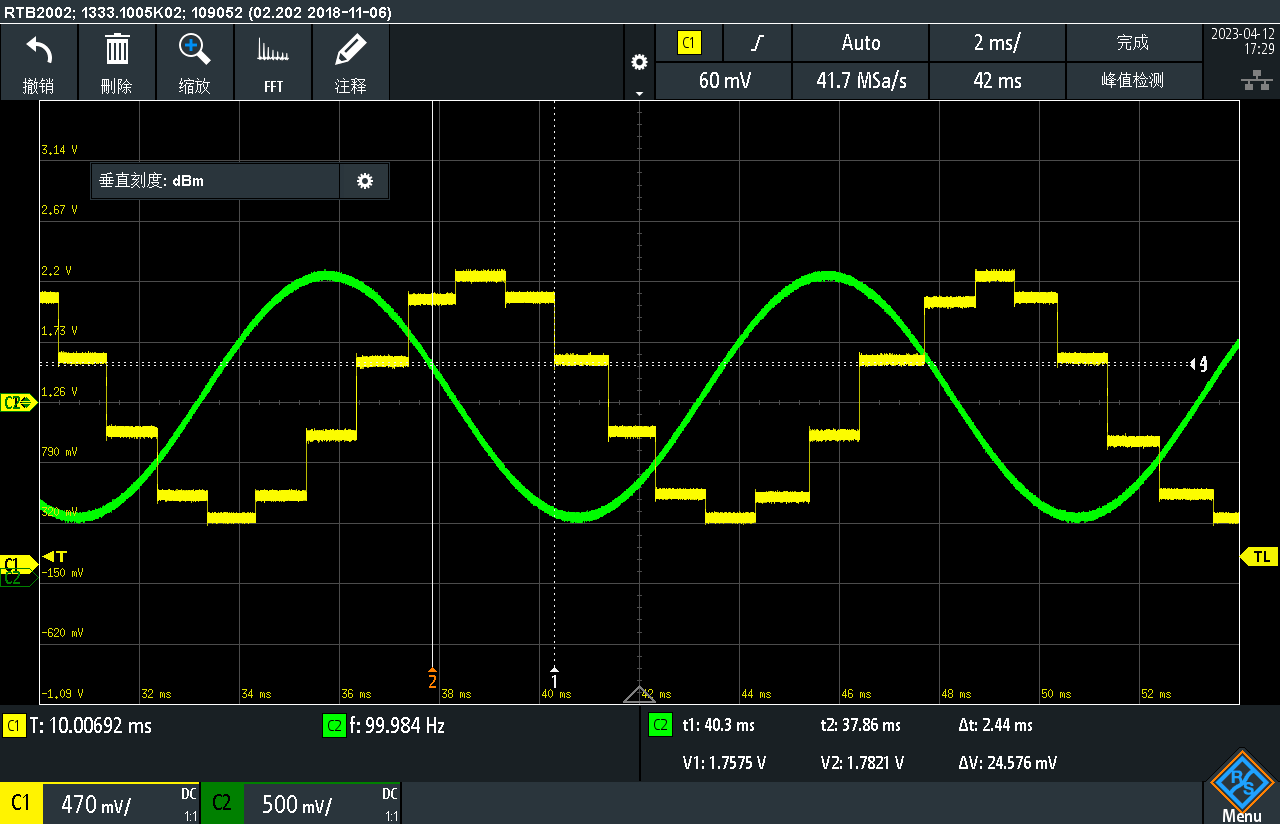 RTB2002; 1333.1005K02; 109052 (02.202 2018-11-06)
撤销 刪除 缩放 FFT 注释
C1 Auto 2 ms/ 完成
60 mV 41.7 MSa/s 42 ms 峰值检测
2023-04-12
17:29
3.14 V
垂直刻度: dBm
2.67 V
2.2 V
1.73 V
1.26 V
C2
790 mV
320 mV
T
C1
C2
TL
-150 mV
-620 mV
2 1
-1.09 V 32 ms 34 ms 36 ms 38 ms 40 ms 42 ms 44 ms 46 ms 48 ms 50 ms 52 ms
C1 T: 10.00692 ms C2 f: 99.984 Hz
C2 t1: 40.3 ms t2: 37.86 ms Δt: 2.44 ms
V1: 1.7575 V V2: 1.7821 V ΔV: 24.576 mV
C1 470 mV/ DC 1:1
C2 500 mV/ DC 1:1
R S
Menu